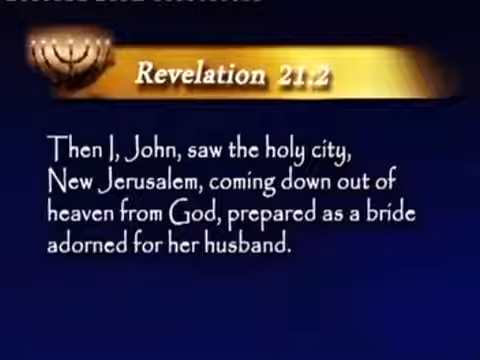 Revelation 21:2
Then I, John, saw the holy city,
New Jerusalem, coming down out of
heaven from God, prepared as a bride
adorned for her husband.